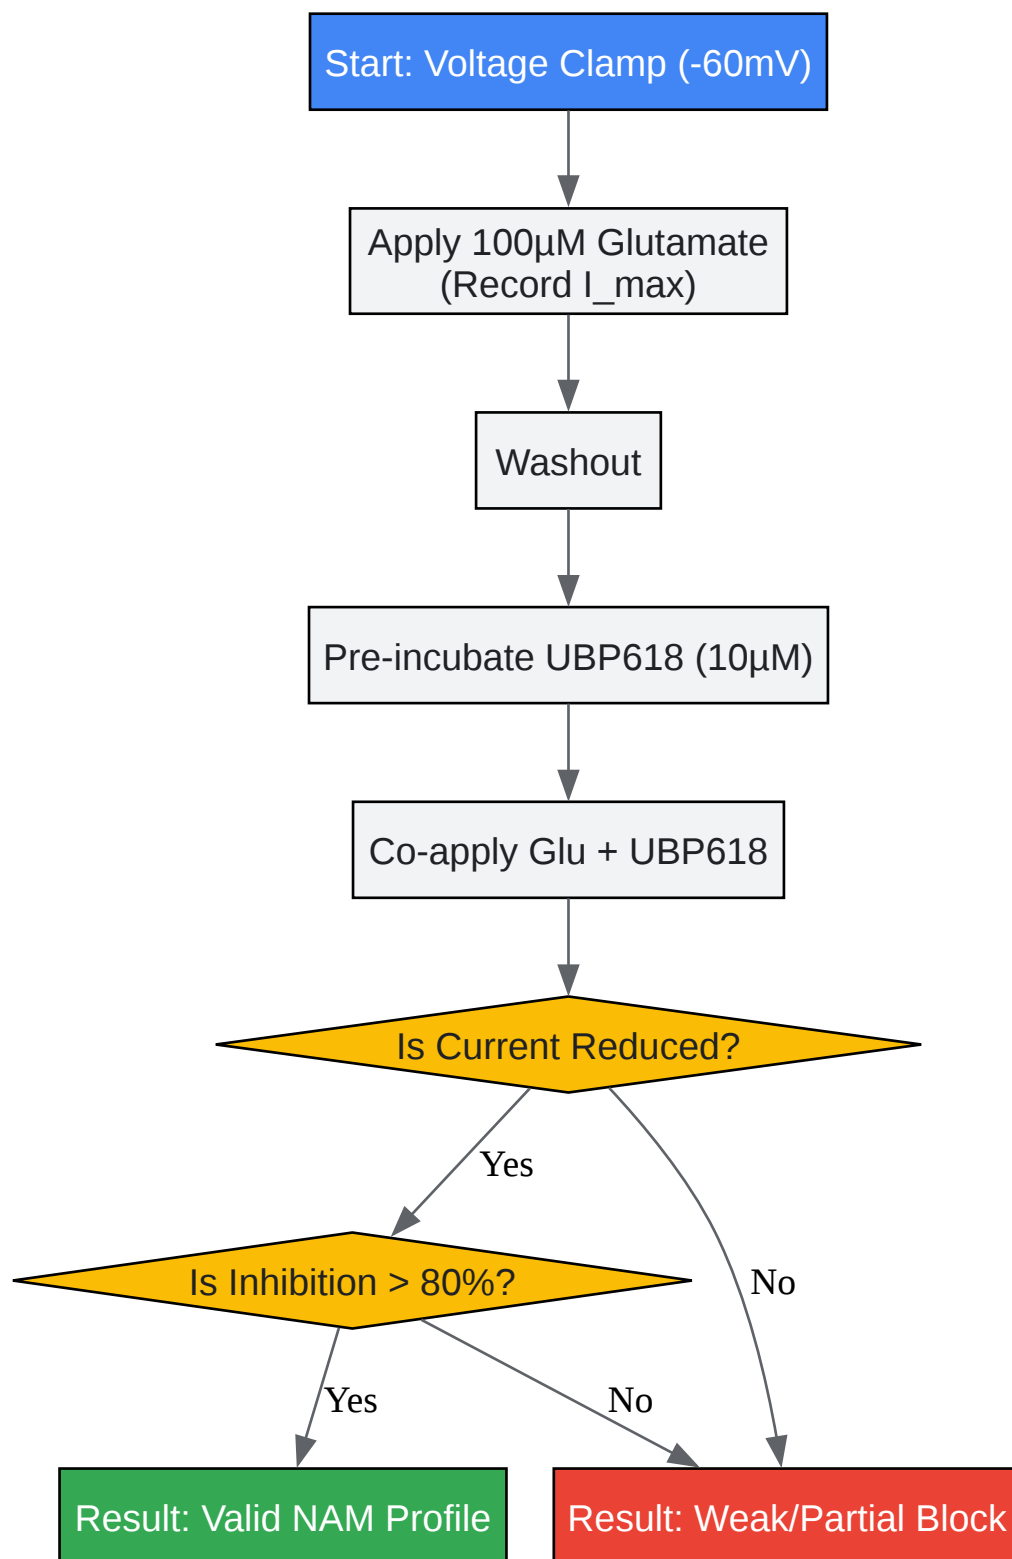 Start: Voltage Clamp (-60mV)
Apply 100µM Glutamate
(Record I_max)
Washout
Pre-incubate UBP618 (10µM)
Co-apply Glu + UBP618
Is Current Reduced?
Yes
Is Inhibition > 80%?
No
Yes
No
Result: Valid NAM Profile
Result: Weak/Partial Block